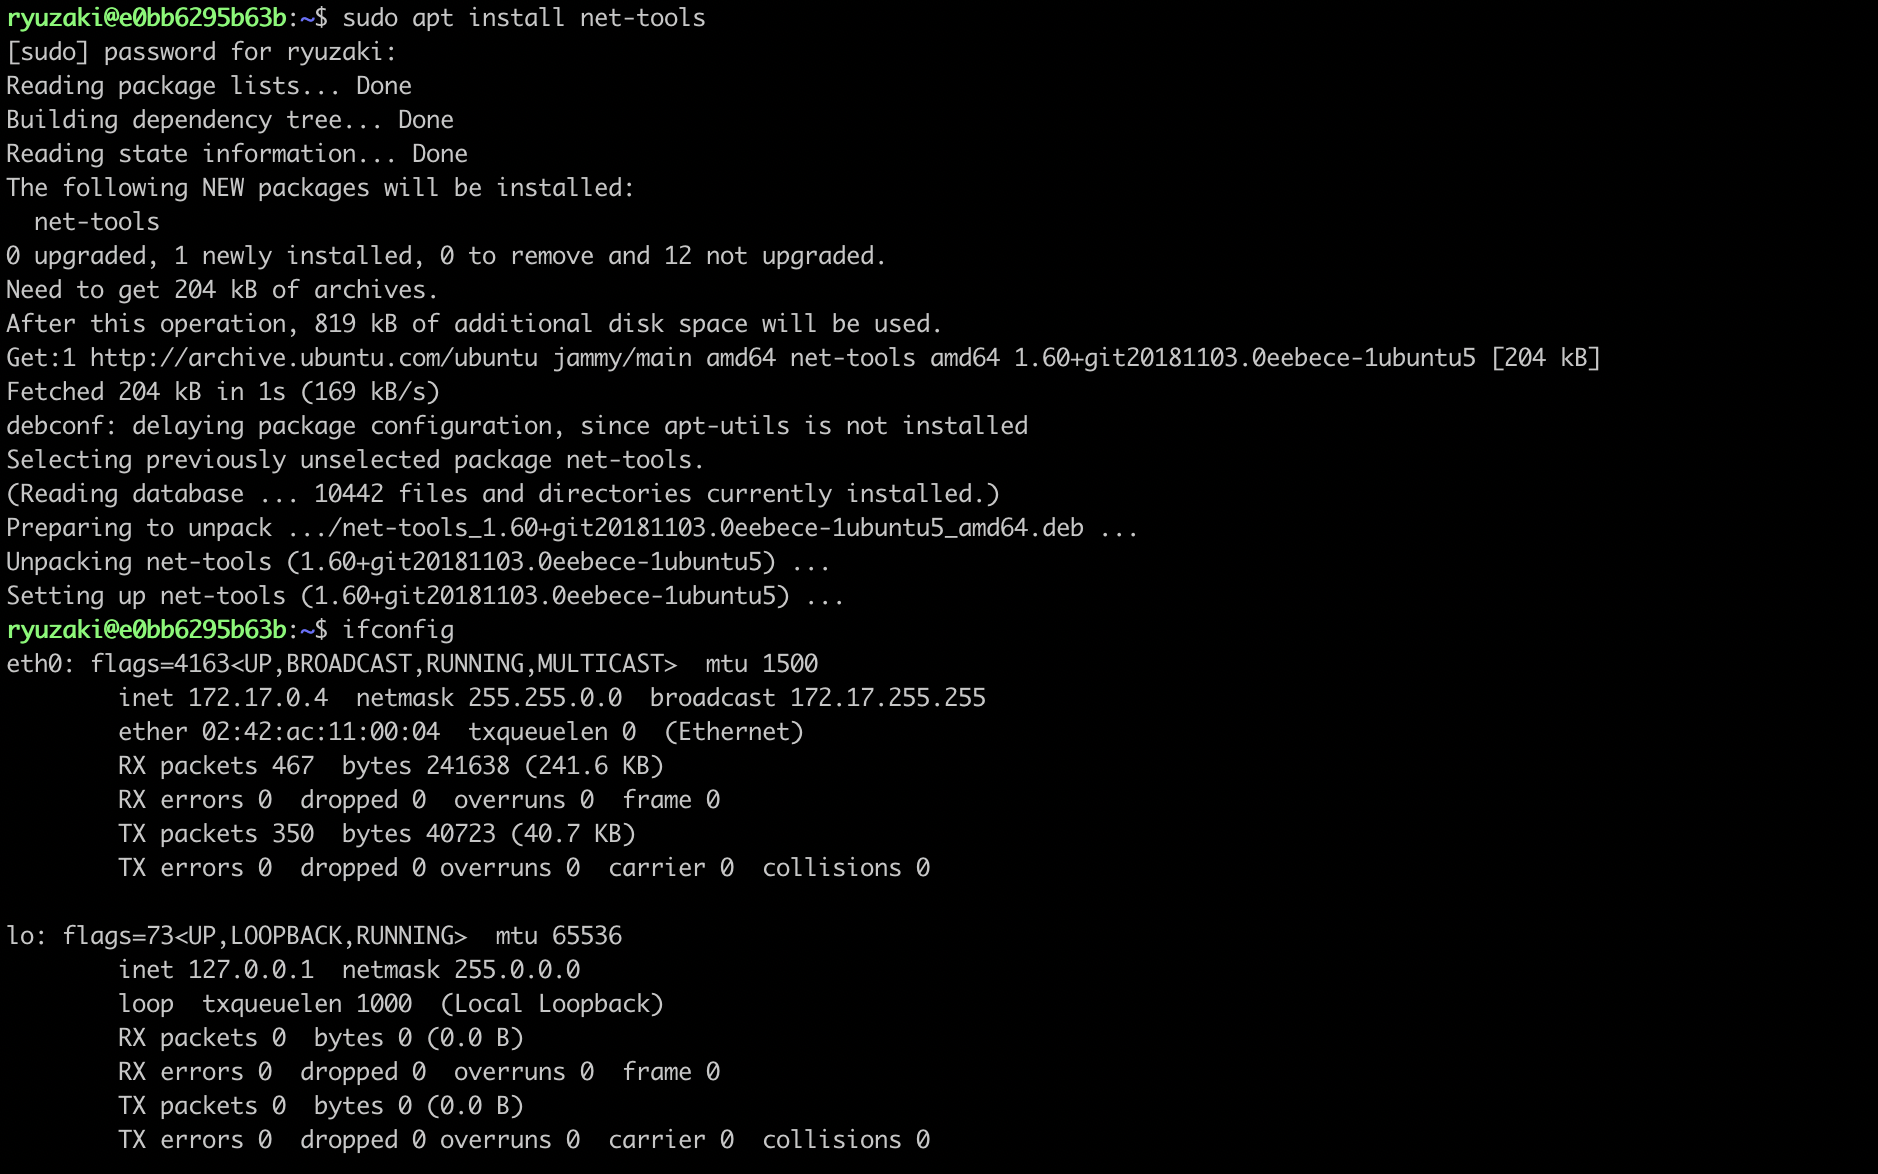 ryuzaki@e0bb6295b63b:~$ sudo apt install net-tools
[sudo] password for ryuzaki:
Reading package lists... Done
Building dependency tree... Done
Reading state information... Done
The following NEW packages will be installed:
  net-tools
0 upgraded, 1 newly installed, 0 to remove and 12 not upgraded.
Need to get 204 kB of archives.
After this operation, 819 kB of additional disk space will be used.
Get:1 http://archive.ubuntu.com/ubuntu jammy/main amd64 net-tools amd64 1.60+git20181103.0eebece-1ubuntu5 [204 kB]
Fetched 204 kB in 1s (169 kB/s)
debconf: delaying package configuration, since apt-utils is not installed
Selecting previously unselected package net-tools.
(Reading database ... 10442 files and directories currently installed.)
Preparing to unpack .../net-tools_1.60+git20181103.0eebece-1ubuntu5_amd64.deb ...
Unpacking net-tools (1.60+git20181103.0eebece-1ubuntu5) ...
Setting up net-tools (1.60+git20181103.0eebece-1ubuntu5) ...
ryuzaki@e0bb6295b63b:~$ ifconfig
eth0: flags=4163<UP,BROADCAST,RUNNING,MULTICAST>  mtu 1500
        inet 172.17.0.4  netmask 255.255.0.0  broadcast 172.17.255.255
        ether 02:42:ac:11:00:04  txqueuelen 0  (Ethernet)
        RX packets 467  bytes 241638 (241.6 KB)
        RX errors 0  dropped 0  overruns 0  frame 0
        TX packets 350  bytes 40723 (40.7 KB)
        TX errors 0  dropped 0 overruns 0  carrier 0  collisions 0

lo: flags=73<UP,LOOPBACK,RUNNING>  mtu 65536
        inet 127.0.0.1  netmask 255.0.0.0
        loop  txqueuelen 1000  (Local Loopback)
        RX packets 0  bytes 0 (0.0 B)
        RX errors 0  dropped 0  overruns 0  frame 0
        TX packets 0  bytes 0 (0.0 B)
        TX errors 0  dropped 0 overruns 0  carrier 0  collisions 0